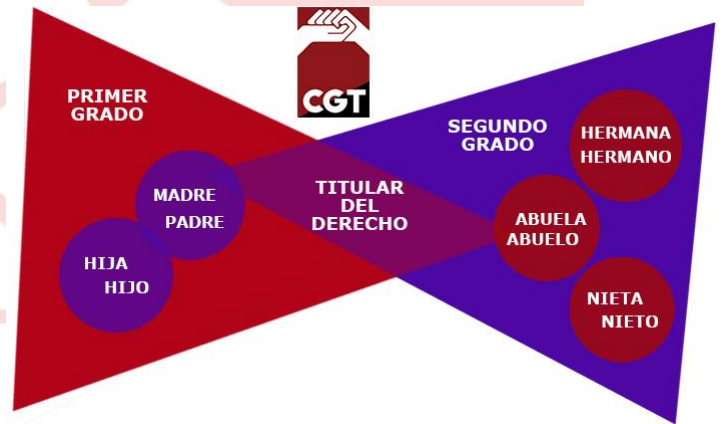 CGT
PRIMER
GRADO
MADRE
PADRE
HIJA
HIJO
TITULAR
DEL
DERECHO
SEGUNDO
GRADO
HERMANA
HERMANO
ABUELA
ABUELO
NIETA
NIETO